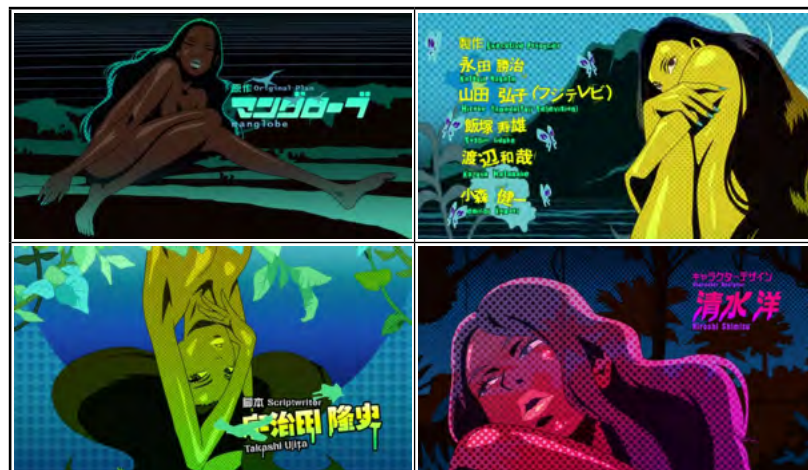 原作 Original Plan
マングローブ
manglobe
製作
永田 勝治
山田 弘子(フジテレビ)
飯塚 寿雄
渡辺和哉
小森 健一
脚本 Scriptwriter
宇治田 隆史
Takashi Ujita
キャラクターデザイン
清水 洋
Hiroshi Shimizu